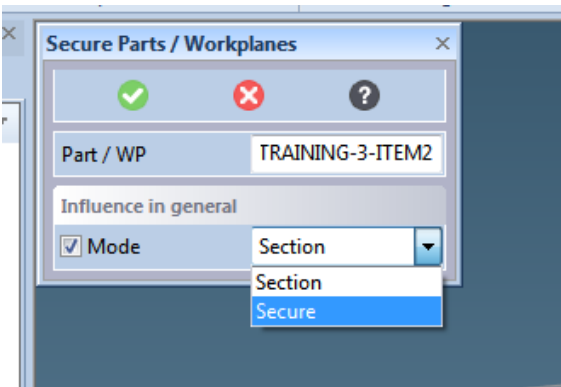 Secure Parts / Workplanes
Part / WP TRAINING-3-ITEM2
Influence in general
Mode Section
Section
Secure